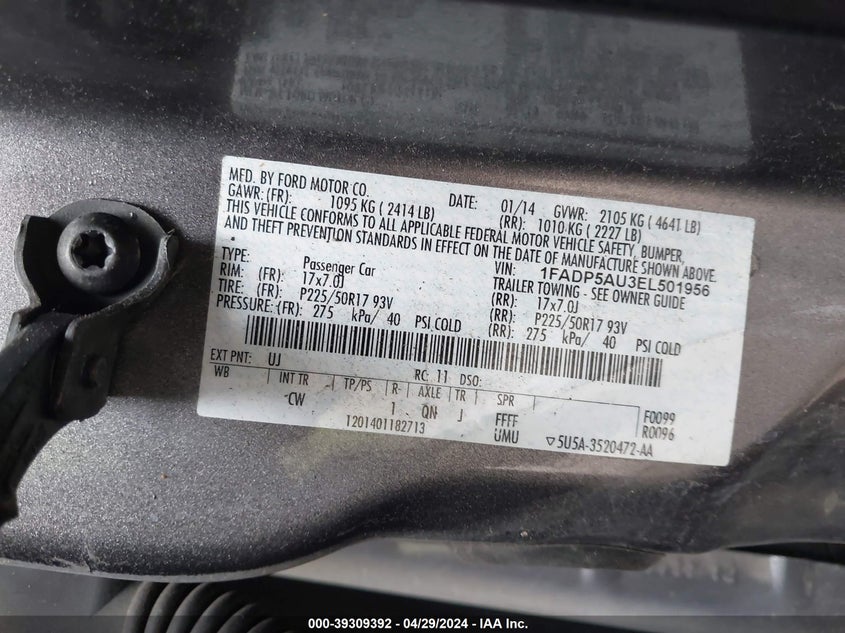 MFD. BY FORD MOTOR CO. DATE: 01/14 GVWR: 2105 KG ( 4641 LB)
GAWR: (FR): 1095 KG ( 2414 LB) (RR): 1010 KG ( 2227 LB)
THIS VEHICLE CONFORMS TO ALL APPLICABLE FEDERAL MOTOR VEHICLE SAFETY, BUMPER,
AND THEFT PREVENTION STANDARDS IN EFFECT ON THE DATE OF MANUFACTURE SHOWN ABOVE.
VIN: 1FADP5AU3EL501956
TYPE: Passenger Car TRAILER TOWING - SEE OWNER GUIDE
RIM: (FR): 17x7.0J (RR): 17x7.0J
TIRE: (FR): P225/50R17 93V (RR): P225/50R17 93V
PRESSURE: (FR): 275 kPa/ 40 PSI COLD (RR): 275 kPa/ 40 PSI COLD
EXT PNT: UJ RC: 11 DSO:
WB INT TR TP/PS R- AXLE TR SPR
-CW 1 QN J FFFF F0099
1201401182713 UMU ▽5U5A-3520472-AA R0096
000-39309392 - 04/29/2024 - IAA Inc.